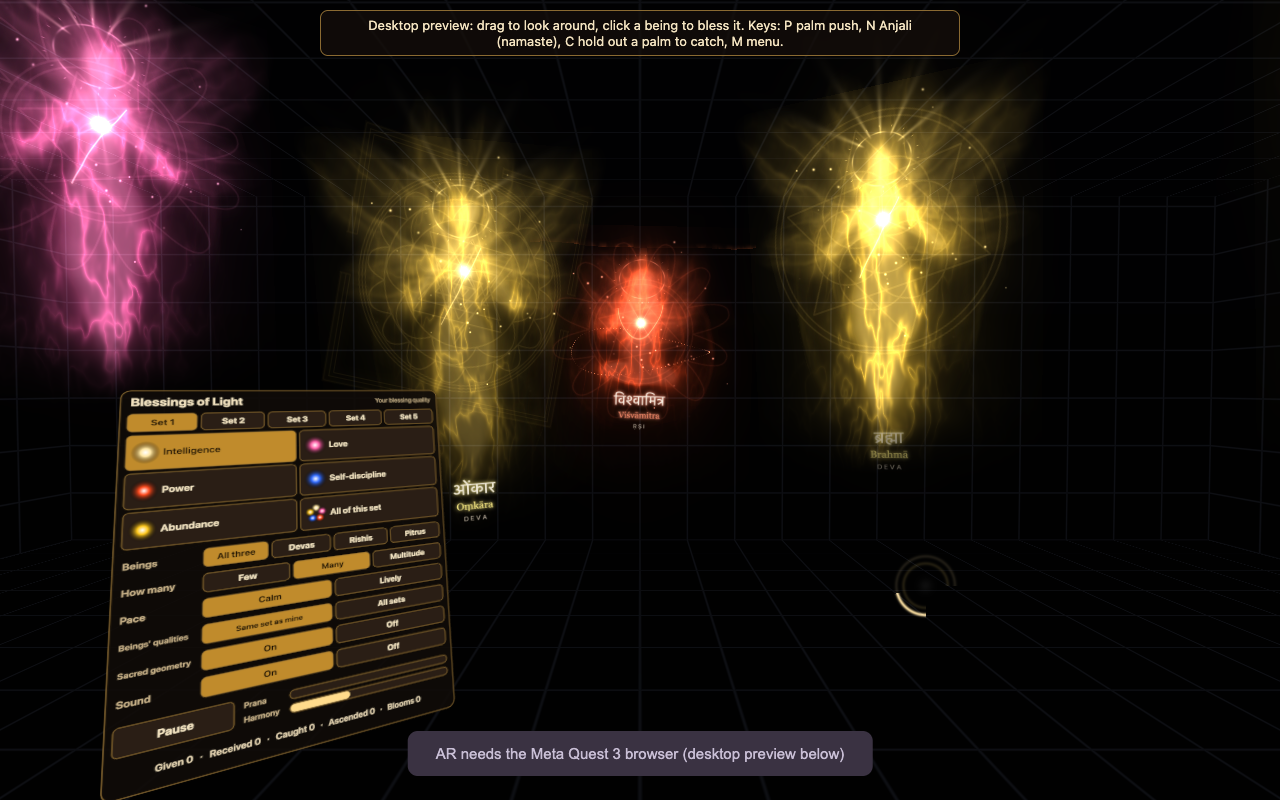 Desktop preview: drag to look around, click a being to bless it. Keys: P palm push, N Anjali
(namaste), C hold out a palm to catch, M menu.
विश्वामित्र
Viśvāmitra
ṚṢI
ब्रह्मा
Brahmā
DEVA
ओंकार
Oṃkāra
DEVA
Blessings of Light
Your blessing quality
Set 1 Set 2 Set 3 Set 4 Set 5
Intelligence Love
Power Self-discipline
Abundance All of this set
Beings All three Devas Rishis Pitrus
How many Few Many Multitude
Pace Calm Lively
Beings' qualities Same set as mine All sets
Sacred geometry On Off
Sound On Off
Pause
Prana
Harmony
Given 0 · Received 0 · Caught 0 · Ascended 0 · Blooms 0
AR needs the Meta Quest 3 browser (desktop preview below)